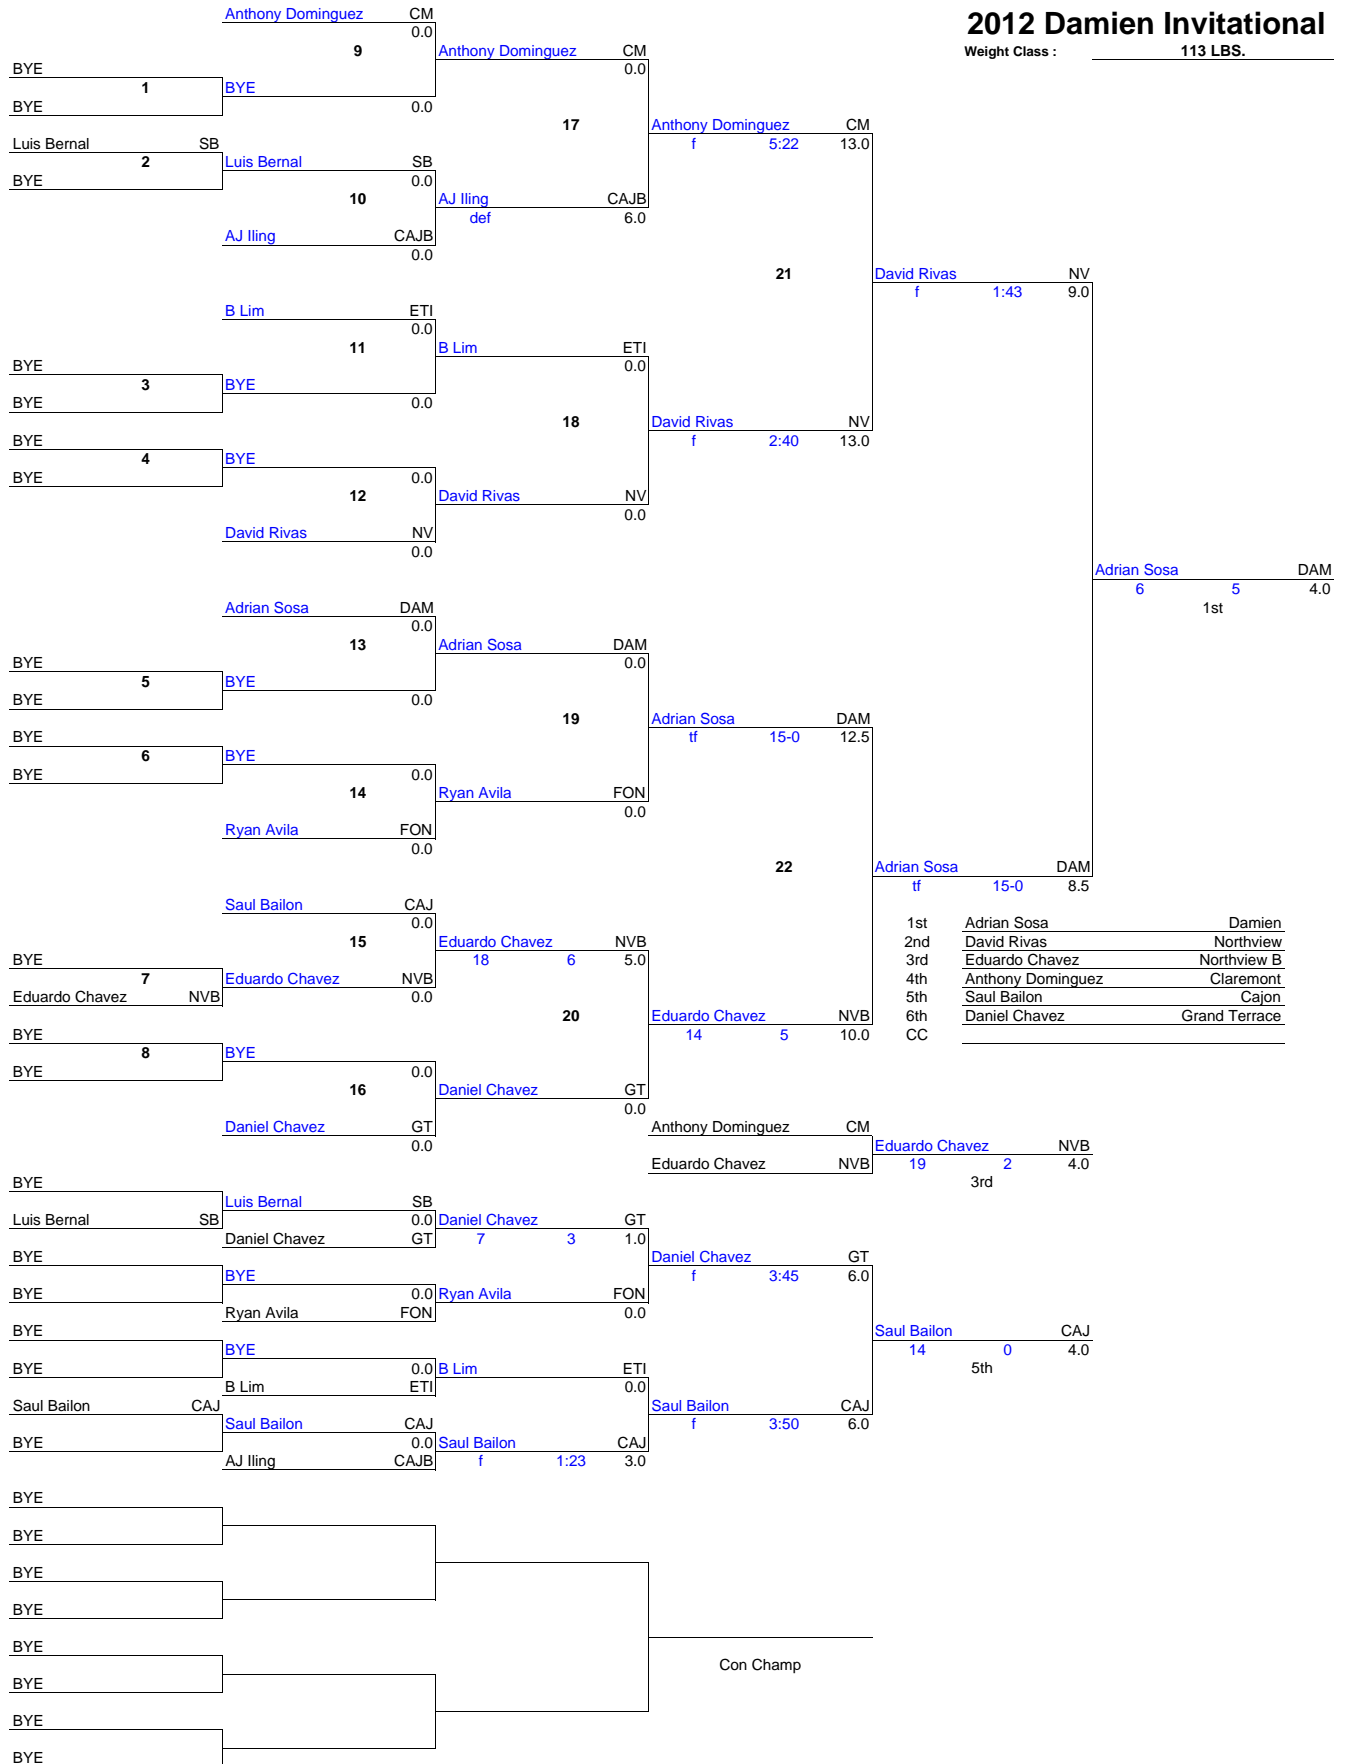 Anthony Dominguez CM
2012 Damien Invitational
0.0
9 Anthony Dominguez CM
Weight Class : 113 LBS.
BYE 0.0
1 BYE
BYE 0.0
17 Anthony Dominguez CM
Luis Bernal SB f 5:22 13.0
2 Luis Bernal SB
BYE 0.0
10 AJ Iling CAJB
def 6.0
AJ Iling CAJB
0.0
21 David Rivas NV
f 1:43 9.0
B Lim ETI
0.0
11 B Lim ETI
BYE 0.0
3 BYE
BYE 0.0
18 David Rivas NV
BYE f 2:40 13.0
4 BYE
BYE 0.0
12 David Rivas NV
0.0
David Rivas NV
0.0
Adrian Sosa DAM
6 5 4.0
Adrian Sosa DAM 1st
0.0
13 Adrian Sosa DAM
BYE 0.0
5 BYE
BYE 0.0
19 Adrian Sosa DAM
BYE tf 15-0 12.5
6 BYE
BYE 0.0
14 Ryan Avila FON
0.0
Ryan Avila FON
0.0
22 Adrian Sosa DAM
tf 15-0 8.5
Saul Bailon CAJ
0.0 1st Adrian Sosa Damien
15 Eduardo Chavez NVB 2nd David Rivas Northview
BYE 18 6 5.0 3rd Eduardo Chavez Northview B
7 Eduardo Chavez NVB 4th Anthony Dominguez Claremont
Eduardo Chavez NVB 0.0 5th Saul Bailon Cajon
20 Eduardo Chavez NVB 6th Daniel Chavez Grand Terrace
BYE 14 5 10.0 CC
8 BYE
BYE 0.0
16 Daniel Chavez GT
0.0
Daniel Chavez GT Anthony Dominguez CM
0.0 Eduardo Chavez NVB
Eduardo Chavez NVB 19 2 4.0
BYE 3rd
Luis Bernal SB
Luis Bernal SB 0.0 Daniel Chavez GT
Daniel Chavez GT 7 3 1.0
BYE Daniel Chavez GT
BYE f 3:45 6.0
BYE 0.0 Ryan Avila FON
Ryan Avila FON 0.0
BYE Saul Bailon CAJ
BYE 14 0 4.0
BYE 0.0 B Lim ETI 5th
B Lim ETI 0.0
Saul Bailon CAJ Saul Bailon CAJ
Saul Bailon CAJ f 3:50 6.0
BYE 0.0 Saul Bailon CAJ
AJ Iling CAJB f 1:23 3.0
BYE
BYE
BYE
BYE
BYE
Con Champ
BYE
BYE
BYE